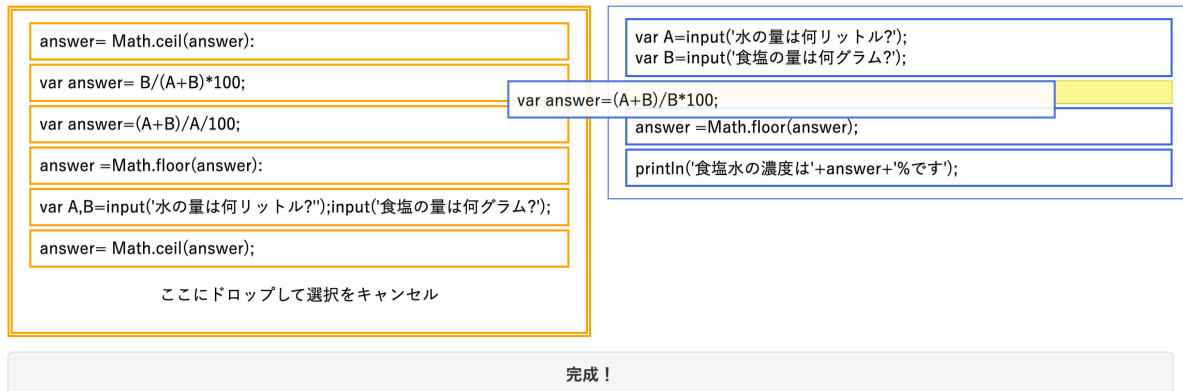 answer= Math.ceil(answer):
var answer= B/(A+B)*100;
var answer=(A+B)/A/100;
answer =Math.floor(answer):
var A,B=input('水の量は何リットル?");input('食塩の量は何グラム?');
answer= Math.ceil(answer);
ここにドロップして選択をキャンセル
var A=input('水の量は何リットル?');
var B=input('食塩の量は何グラム?');
var answer=(A+B)/B*100;
answer =Math.floor(answer);
println('食塩水の濃度は'+answer+'%です');
完成！